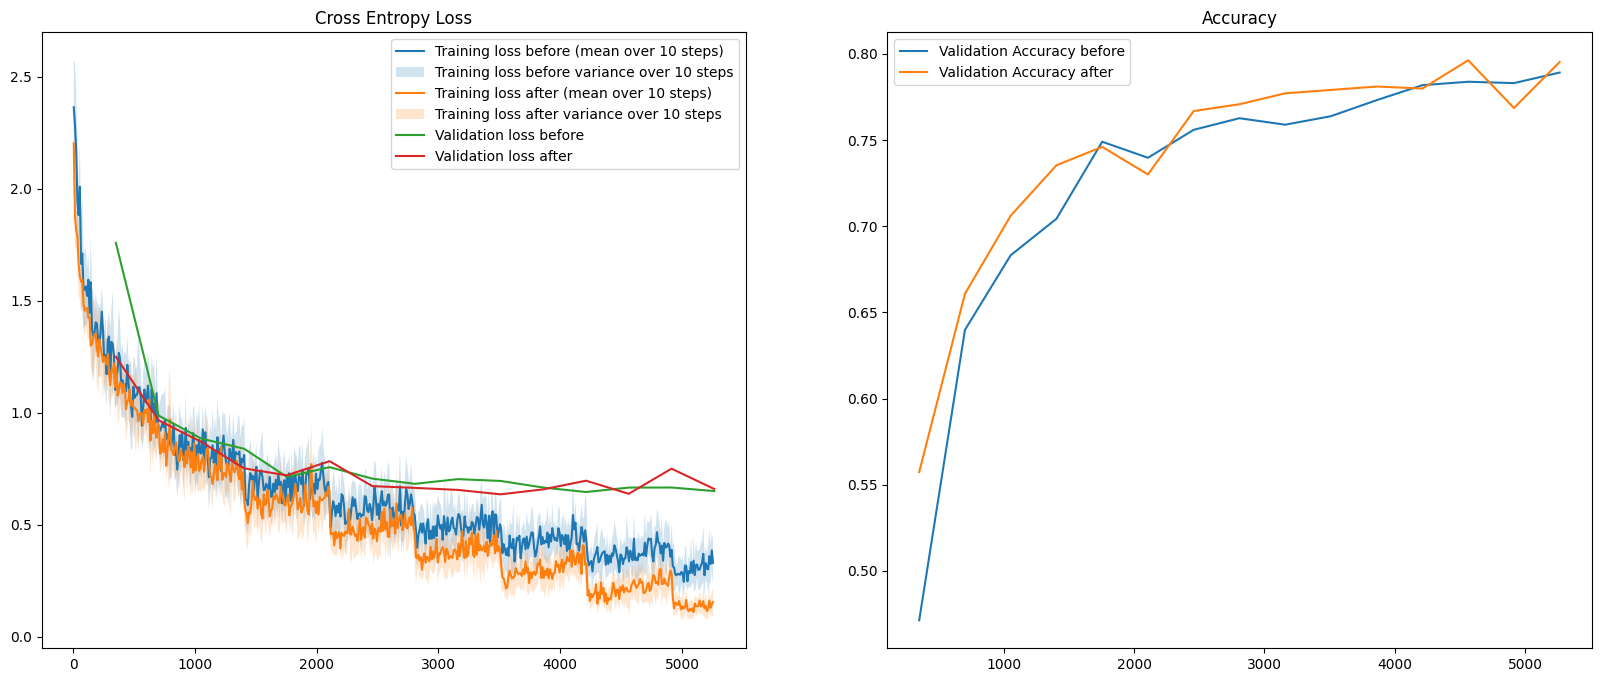 Cross Entropy Loss
2.5
2.0
1.5
1.0
0.5
0.0
0 1000 2000 3000 4000 5000
Training loss before (mean over 10 steps)
Training loss before variance over 10 steps
Training loss after (mean over 10 steps)
Training loss after variance over 10 steps
Validation loss before
Validation loss after
Accuracy
0.80
0.75
0.70
0.65
0.60
0.55
0.50
1000 2000 3000 4000 5000
Validation Accuracy before
Validation Accuracy after